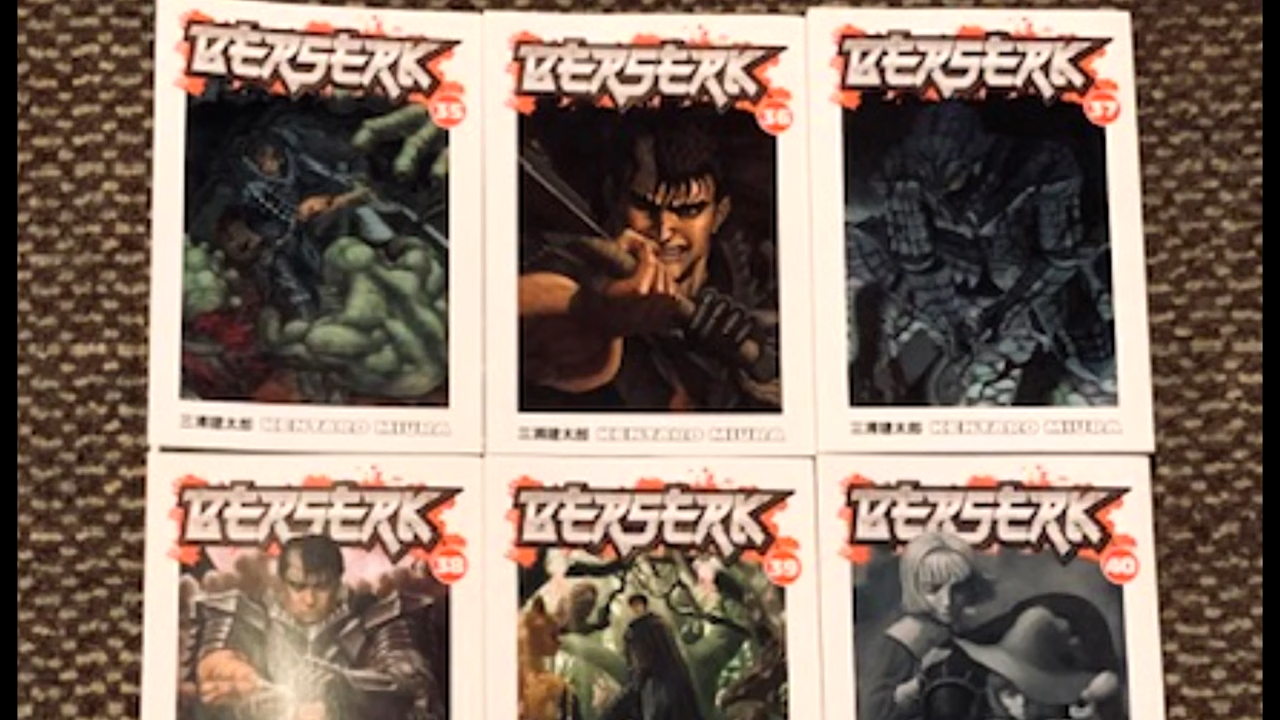 BERSERK
35
三浦建太郎 KENTARO MIURA
BERSERK
36
三浦建太郎 KENTARO MIURA
BERSERK
37
三浦建太郎 KENTARO MIURA
BERSERK
38
BERSERK
39
BERSERK
40